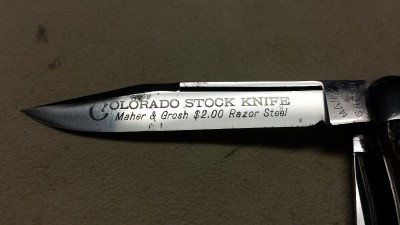 COLORADO STOCK KNIFE
Maher & Grosh $2.00 Razor Steel